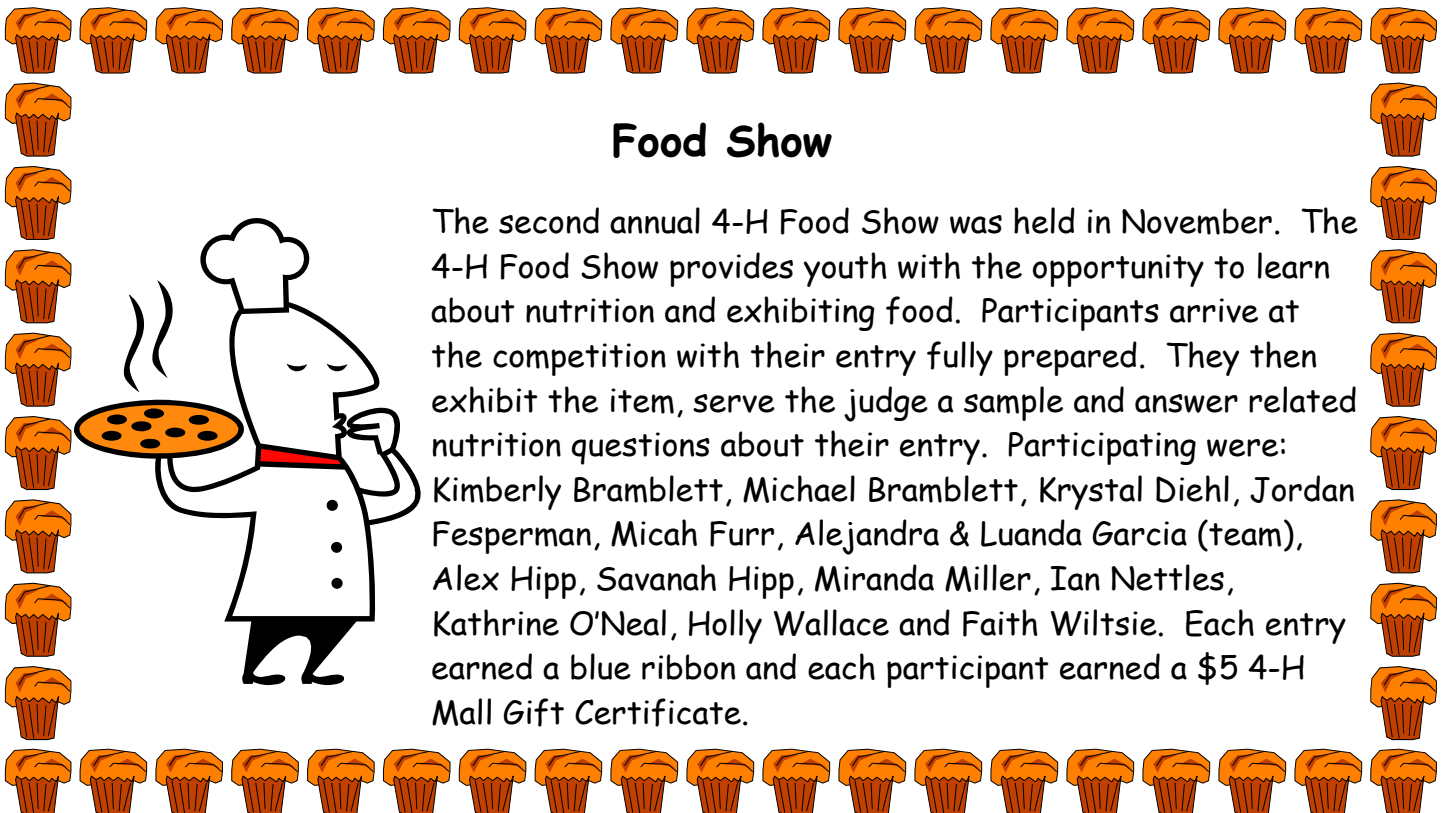 Food Show
The second annual 4-H Food Show was held in November.  The
4-H Food Show provides youth with the opportunity to learn
about nutrition and exhibiting food.  Participants arrive at
the competition with their entry fully prepared.  They then
exhibit the item, serve the judge a sample and answer related
nutrition questions about their entry.  Participating were:
Kimberly Bramblett, Michael Bramblett, Krystal Diehl, Jordan
Fesperman, Micah Furr, Alejandra & Luanda Garcia (team),
Alex Hipp, Savanah Hipp, Miranda Miller, Ian Nettles,
Kathrine O’Neal, Holly Wallace and Faith Wiltsie.  Each entry
earned a blue ribbon and each participant earned a $5 4-H
Mall Gift Certificate.